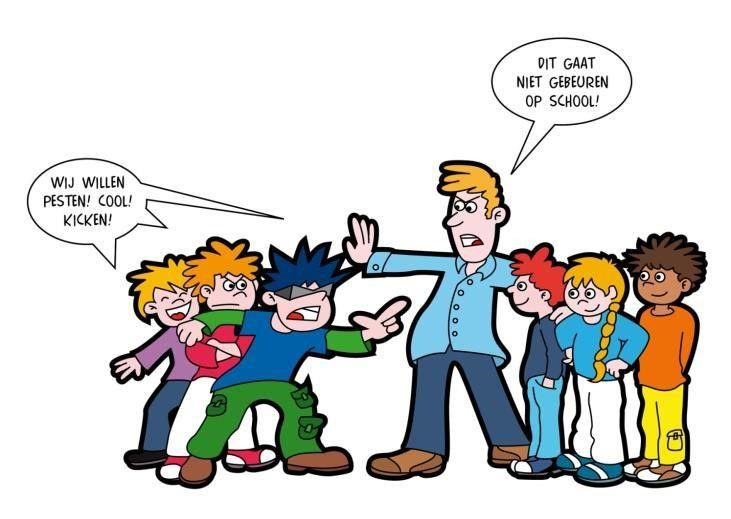 WIJ WILLEN
PESTEN! COOL!
KICKEN!
DIT GAAT
NIET GEBEUREN
OP SCHOOL!